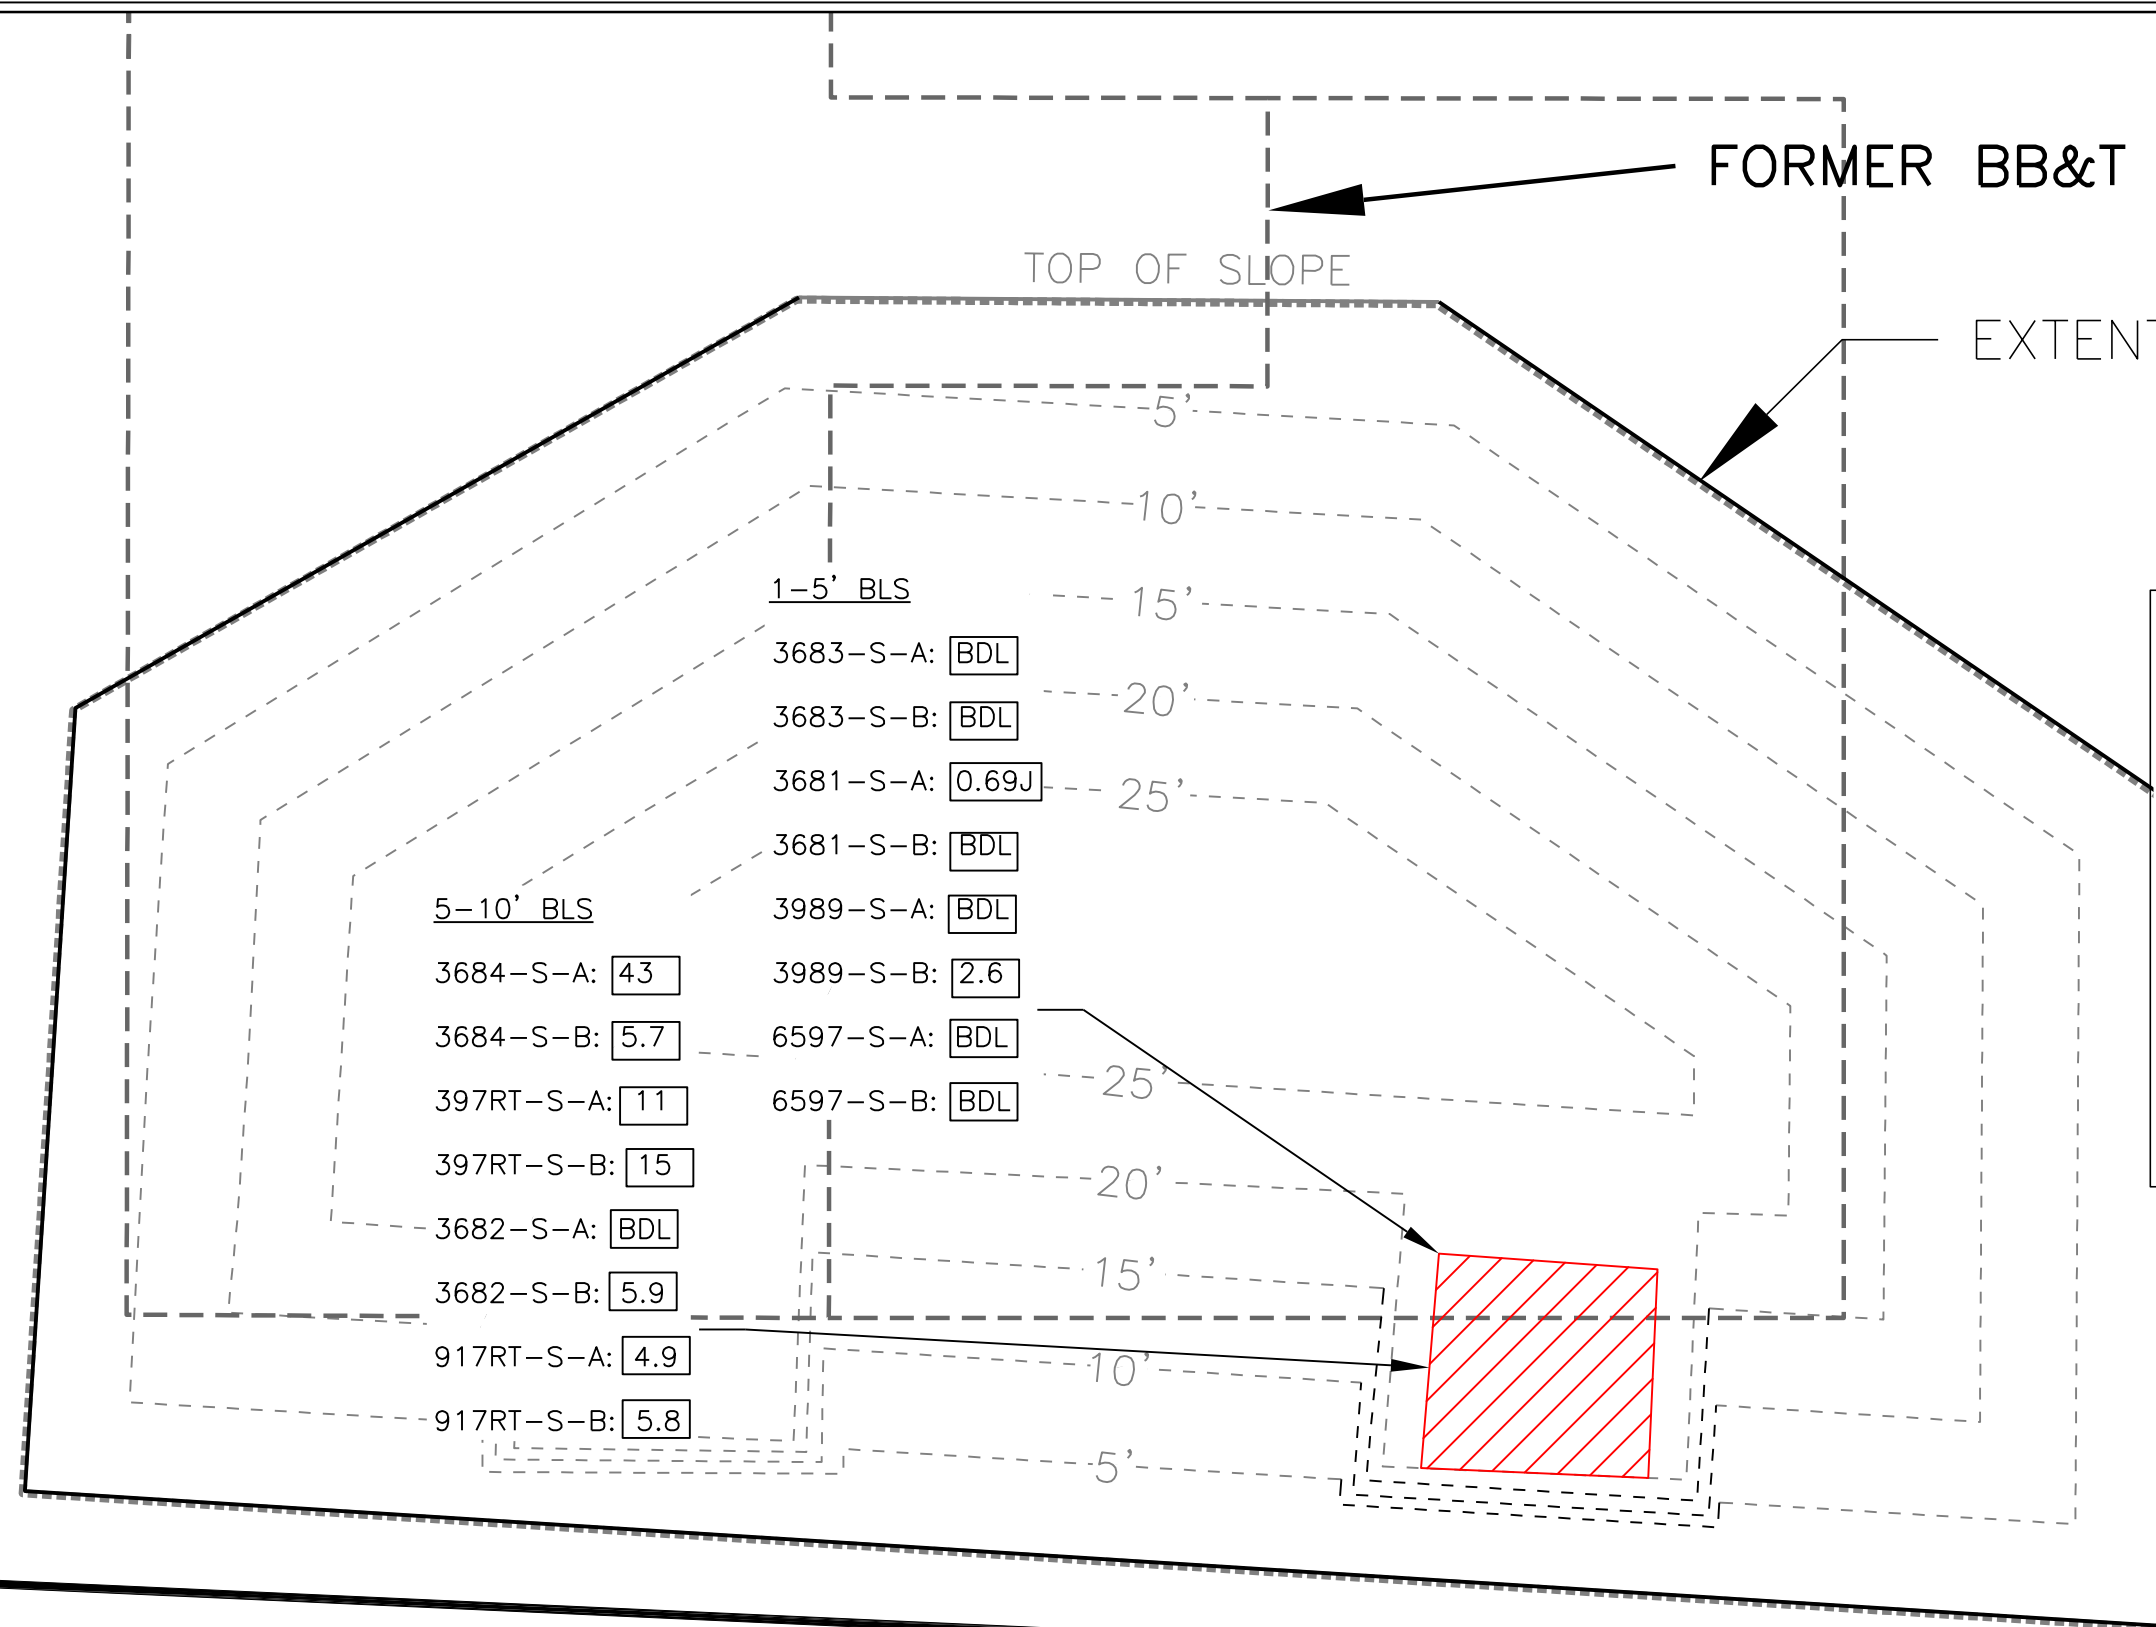 FORMER BB&T
TOP OF SLOPE
EXTENT
5'
10'
15'
20'
25'
1-5' BLS
3683-S-A: BDL
3683-S-B: BDL
3681-S-A: 0.69J
3681-S-B: BDL
3989-S-A: BDL
3989-S-B: 2.6
6597-S-A: BDL
6597-S-B: BDL
5-10' BLS
3684-S-A: 43
3684-S-B: 5.7
397RT-S-A: 11
397RT-S-B: 15
3682-S-A: BDL
3682-S-B: 5.9
917RT-S-A: 4.9
917RT-S-B: 5.8
25'
20'
15'
10'
5'